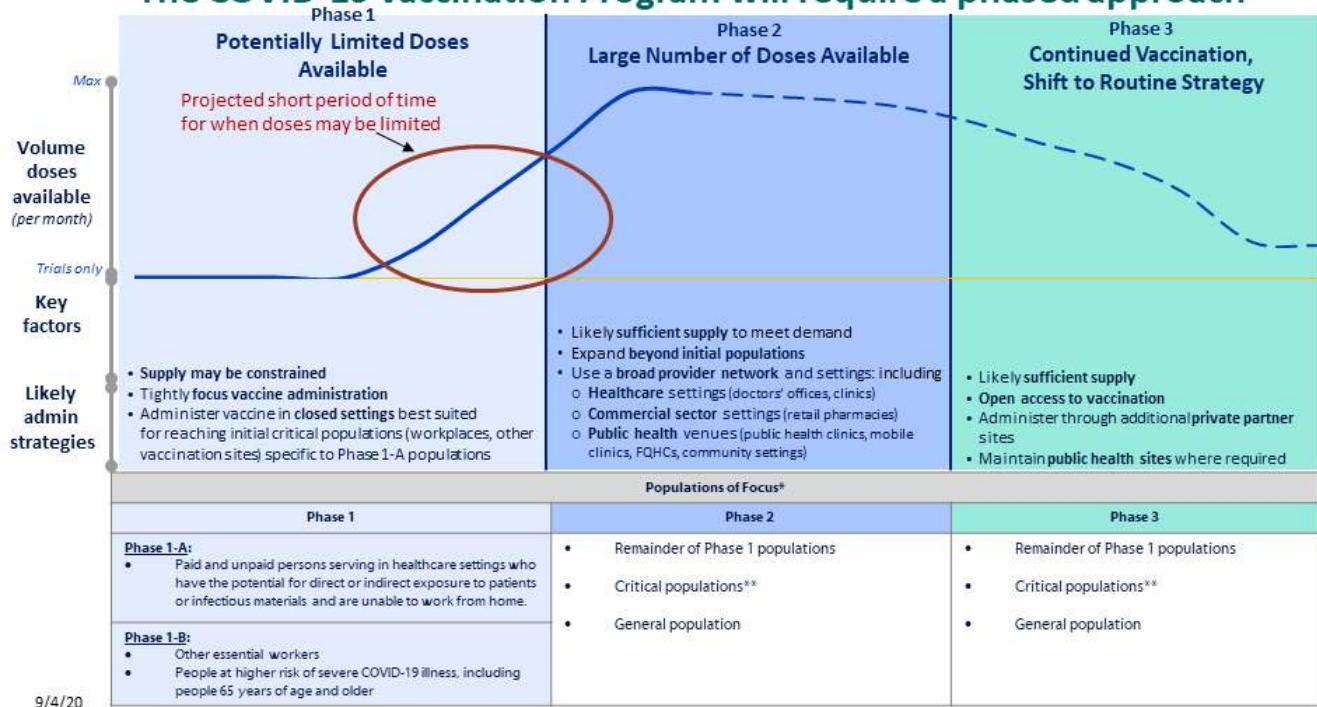 The COVID-19 Vaccination Program will require a phased approach
Phase 1
Potentially Limited Doses
Available
Projected short period of time
for when doses may be limited
Phase 2
Large Number of Doses Available
Phase 3
Continued Vaccination,
Shift to Routine Strategy
Max
Volume
doses
available
(per month)
Trials only
Key
factors
Likely
admin
strategies
• Supply may be constrained
• Tightly focus vaccine administration
• Administer vaccine in closed settings best suited
for reaching initial critical populations (workplaces, other
vaccination sites) specific to Phase 1-A populations
• Likely sufficient supply to meet demand
• Expand beyond initial populations
• Use a broad provider network and settings: including
o Healthcare settings (doctors' offices, clinics)
o Commercial sector settings (retail pharmacies)
o Public health venues (public health clinics, mobile
clinics, FQHCs, community settings)
• Likely sufficient supply
• Open access to vaccination
• Administer through additional private partner
sites
• Maintain public health sites where required
Populations of Focus*
Phase 1
Phase 2
Phase 3
Phase 1-A:
• Paid and unpaid persons serving in healthcare settings who
have the potential for direct or indirect exposure to patients
or infectious materials and are unable to work from home.
Phase 1-B:
• Other essential workers
• People at higher risk of severe COVID-19 illness, including
people 65 years of age and older
• Remainder of Phase 1 populations
• Critical populations**
• General population
• Remainder of Phase 1 populations
• Critical populations**
• General population
9/4/20